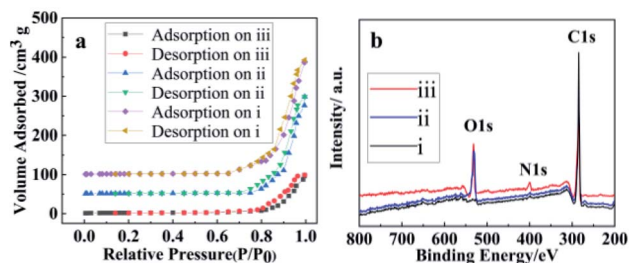 a
500
400
300
200
100
0
Volume Adsorbed /cm³ g
Adsorption on iii
Desorption on iii
Adsorption on ii
Desorption on ii
Adsorption on i
Desorption on i
0.0 0.2 0.4 0.6 0.8 1.0
Relative Pressure(P/P0)
b
C1s
iii
ii
i
O1s
N1s
Intensity/ a.u.
800 700 600 500 400 300 200
Binding Energy/eV